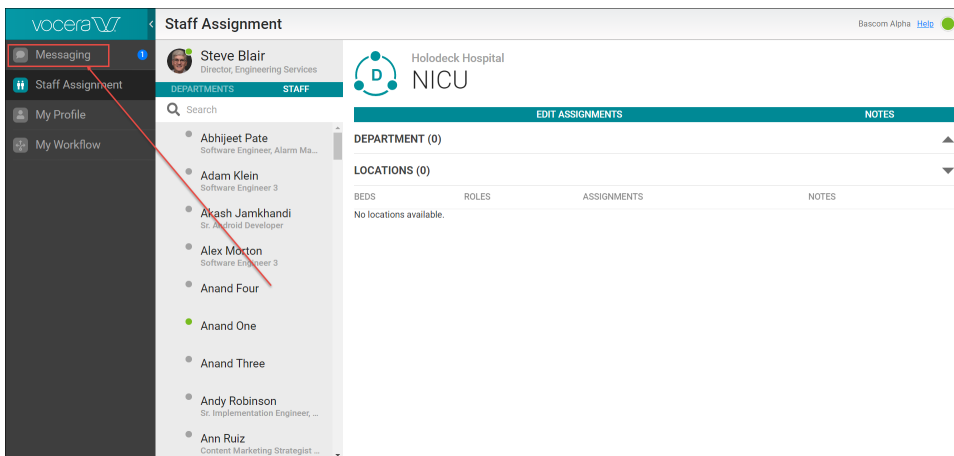 vocera
Staff Assignment
Bascom Alpha Help
Messaging 1
Staff Assignment
My Profile
My Workflow
Steve Blair
Director, Engineering Services
DEPARTMENTS STAFF
Search
Abhijeet Pate
Software Engineer, Alarm Ma...
Adam Klein
Software Engineer 3
Akash Jamkhandi
Sr. Android Developer
Alex Morton
Software Engineer 3
Anand Four
Anand One
Anand Three
Andy Robinson
Sr. Implementation Engineer, ...
Ann Ruiz
Content Marketing Strategist ...
D
Holodeck Hospital
NICU
EDIT ASSIGNMENTS NOTES
DEPARTMENT (0)
LOCATIONS (0)
BEDS ROLES ASSIGNMENTS NOTES
No locations available.